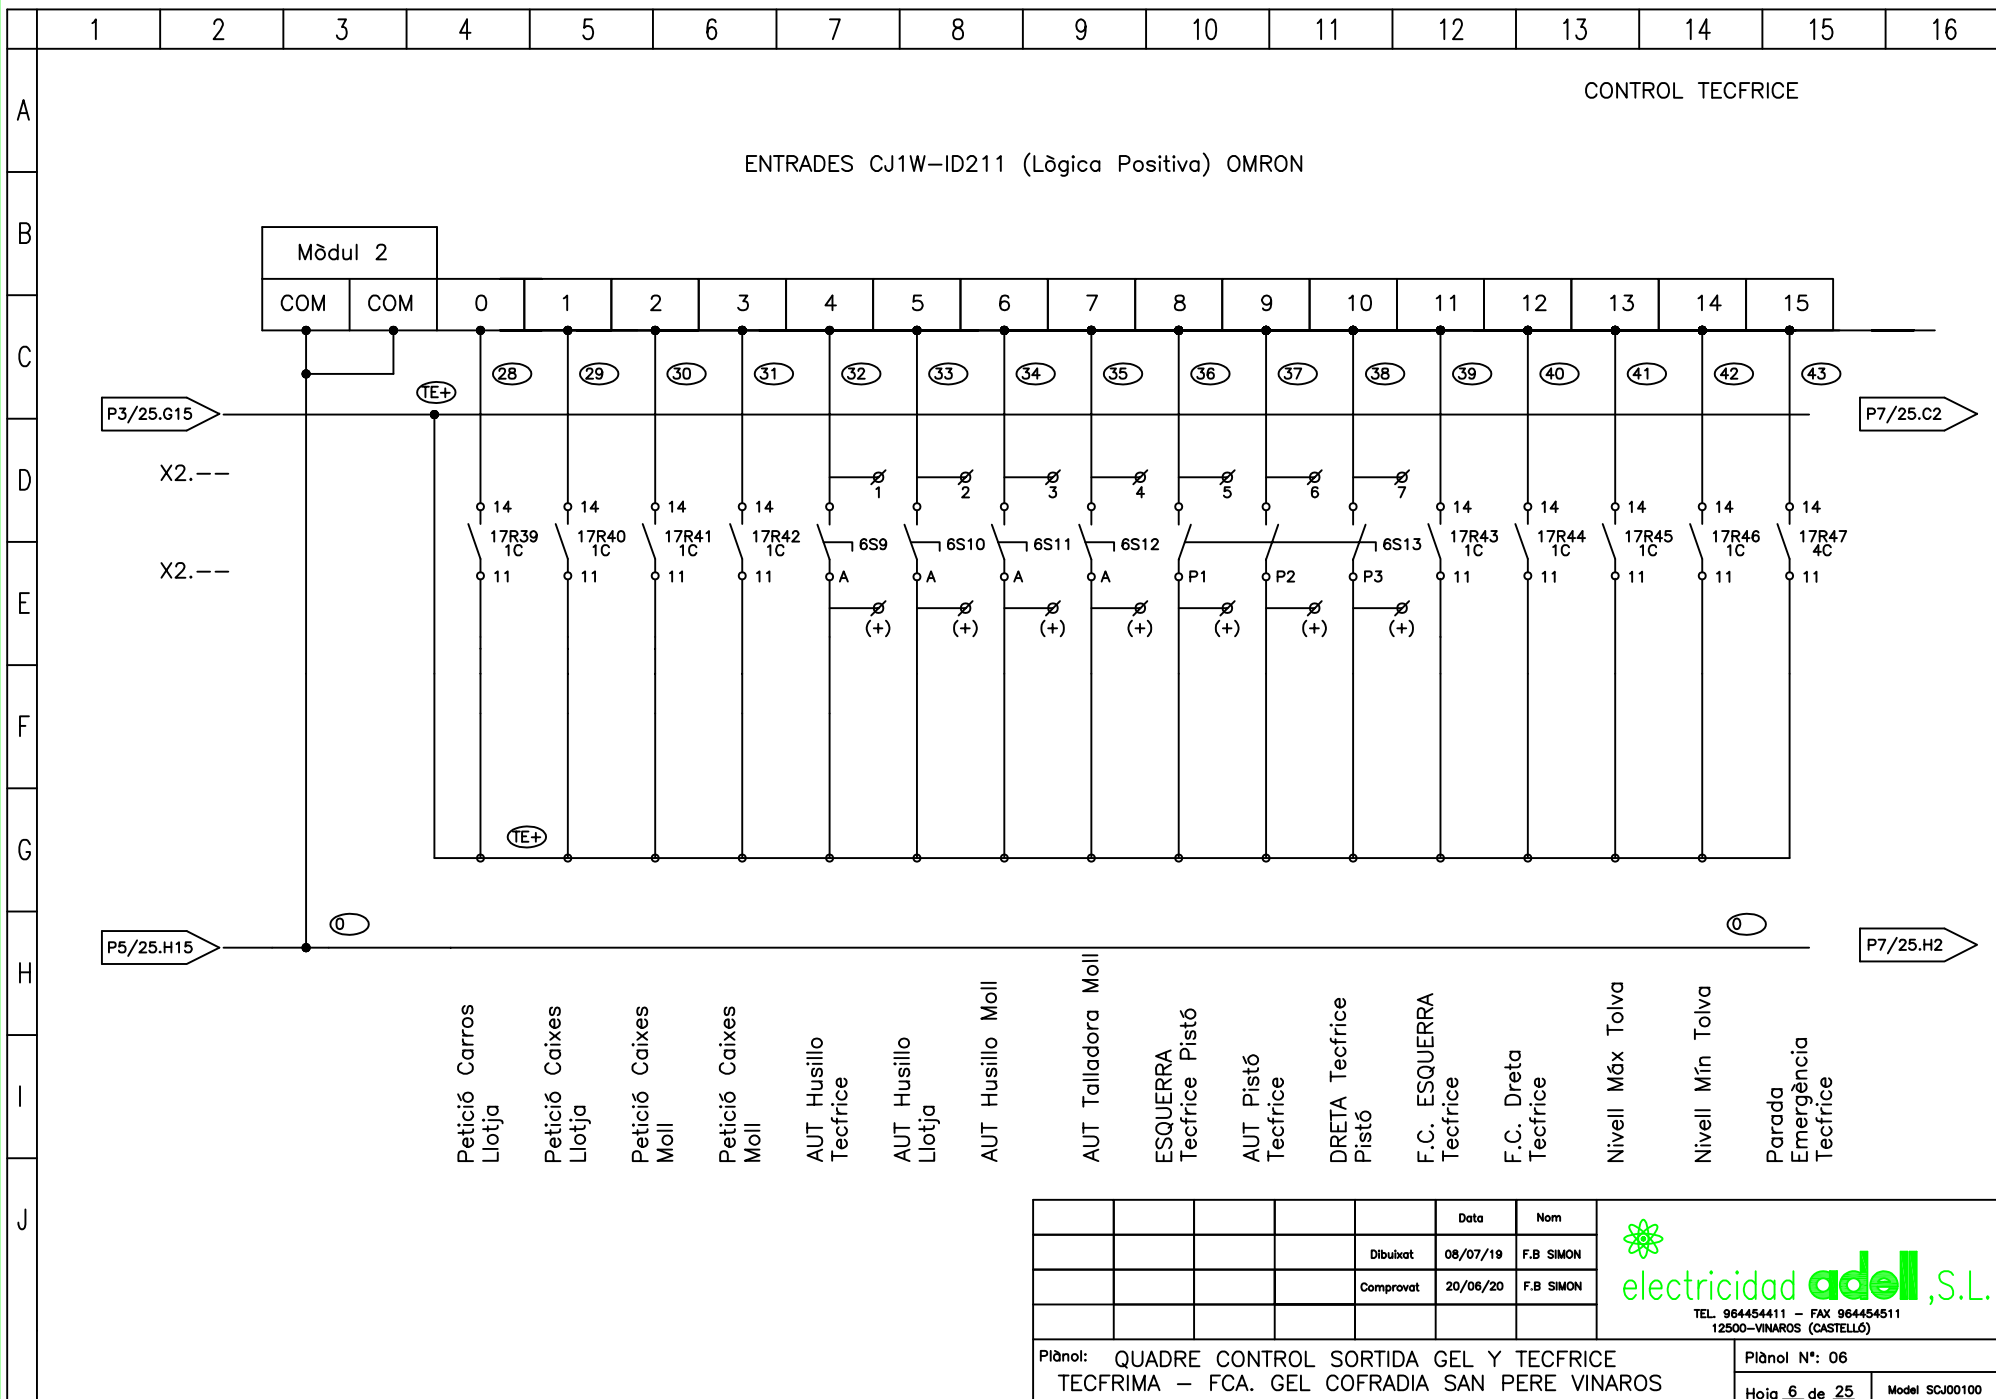 1 2 3 4 5 6 7 8 9 10 11 12 13 14 15 16
A
CONTROL TECFRICE
ENTRADES CJ1W-ID211 (Lògica Positiva) OMRON
B
Mòdul 2
COM COM 0 1 2 3 4 5 6 7 8 9 10 11 12 13 14 15
C
28 29 30 31 32 33 34 35 36 37 38 39 40 41 42 43
TE+
P3/25.G15
P7/25.C2
D
X2.--
1 2 3 4 5 6 7
14 14 14 14 14 14 14 14 14
17R39 17R40 17R41 17R42 6S9 6S10 6S11 6S12 6S13 17R43 17R44 17R45 17R46 17R47
1C 1C 1C 1C 1C 1C 1C 1C 4C
X2.--
11 11 11 11 A A A A P1 P2 P3 11 11 11 11 11
E
(+) (+) (+) (+) (+) (+) (+)
F
G
TE+
0 0
P5/25.H15
P7/25.H2
H
Petició Carros
Llotja
Petició Caixes
Llotja
Petició Caixes
Moll
Petició Caixes
Moll
AUT Husillo
Tecfrice
AUT Husillo
Llotja
AUT Husillo Moll
AUT Talladora Moll
ESQUERRA
Tecfrice Pistó
AUT Pistó
Tecfrice
DRETA Tecfrice
Pistó
F.C. ESQUERRA
Tecfrice
F.C. Dreta
Tecfrice
Nivell Máx Tolva
Nivell Mín Tolva
Parada
Emergència
Tecfrice
I
J
Data Nom
Dibuixat 08/07/19 F.B SIMON
Comprovat 20/06/20 F.B SIMON
electricidad adell ,S.L.
TEL. 964454411 - FAX 964454511
12500-VINAROS (CASTELLÓ)
Plànol: QUADRE CONTROL SORTIDA GEL Y TECFRICE
TECFRIMA - FCA. GEL COFRADIA SAN PERE VINAROS
Plànol Nº: 06
Hoja 6 de 25
Model SCJ00100